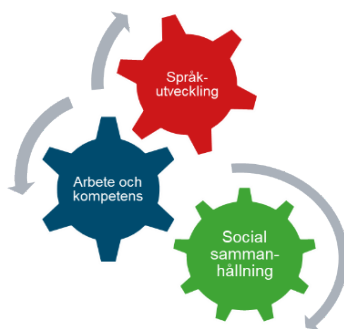 Språk-
utveckling
Arbete och
kompetens
Social
samman-
hållning